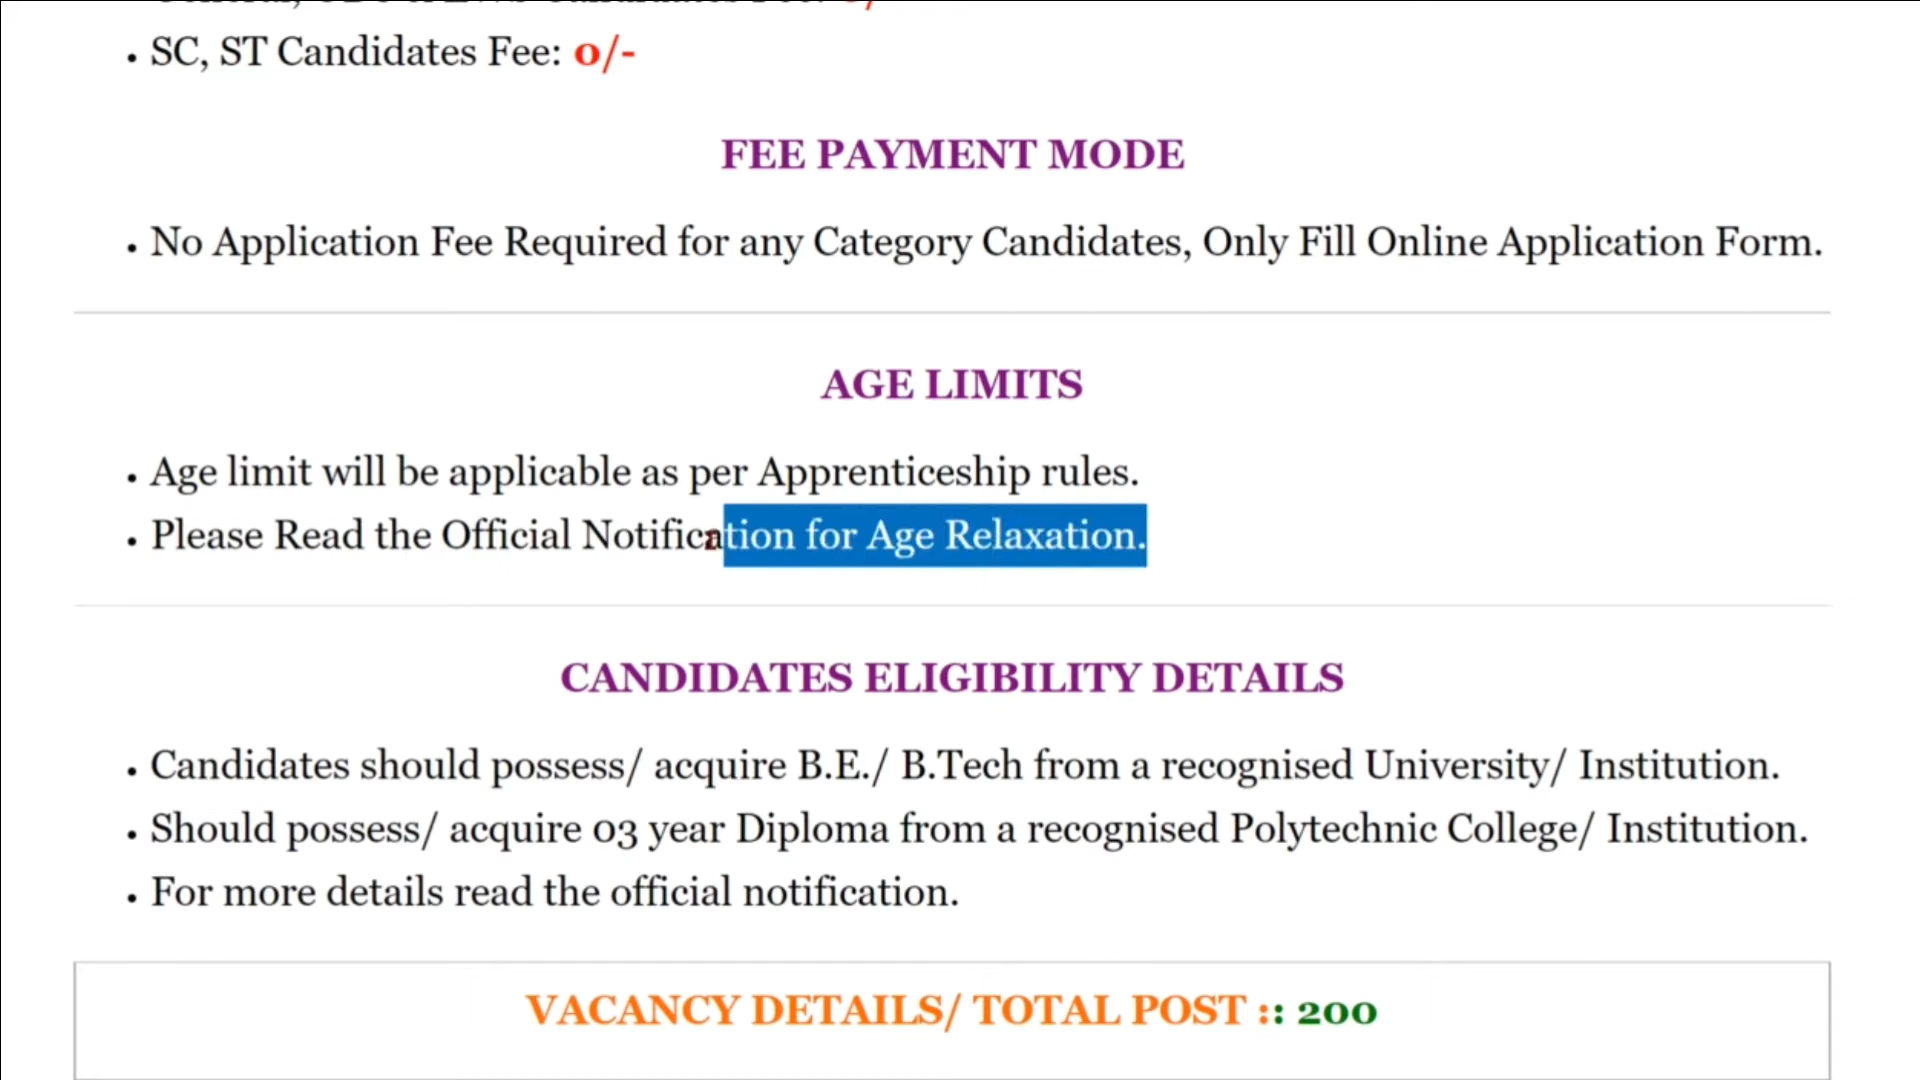 • SC, ST Candidates Fee: 0/-
FEE PAYMENT MODE
• No Application Fee Required for any Category Candidates, Only Fill Online Application Form.
AGE LIMITS
• Age limit will be applicable as per Apprenticeship rules.
• Please Read the Official Notification for Age Relaxation.
CANDIDATES ELIGIBILITY DETAILS
• Candidates should possess/ acquire B.E./ B.Tech from a recognised University/ Institution.
• Should possess/ acquire 03 year Diploma from a recognised Polytechnic College/ Institution.
• For more details read the official notification.
VACANCY DETAILS/ TOTAL POST :: 200